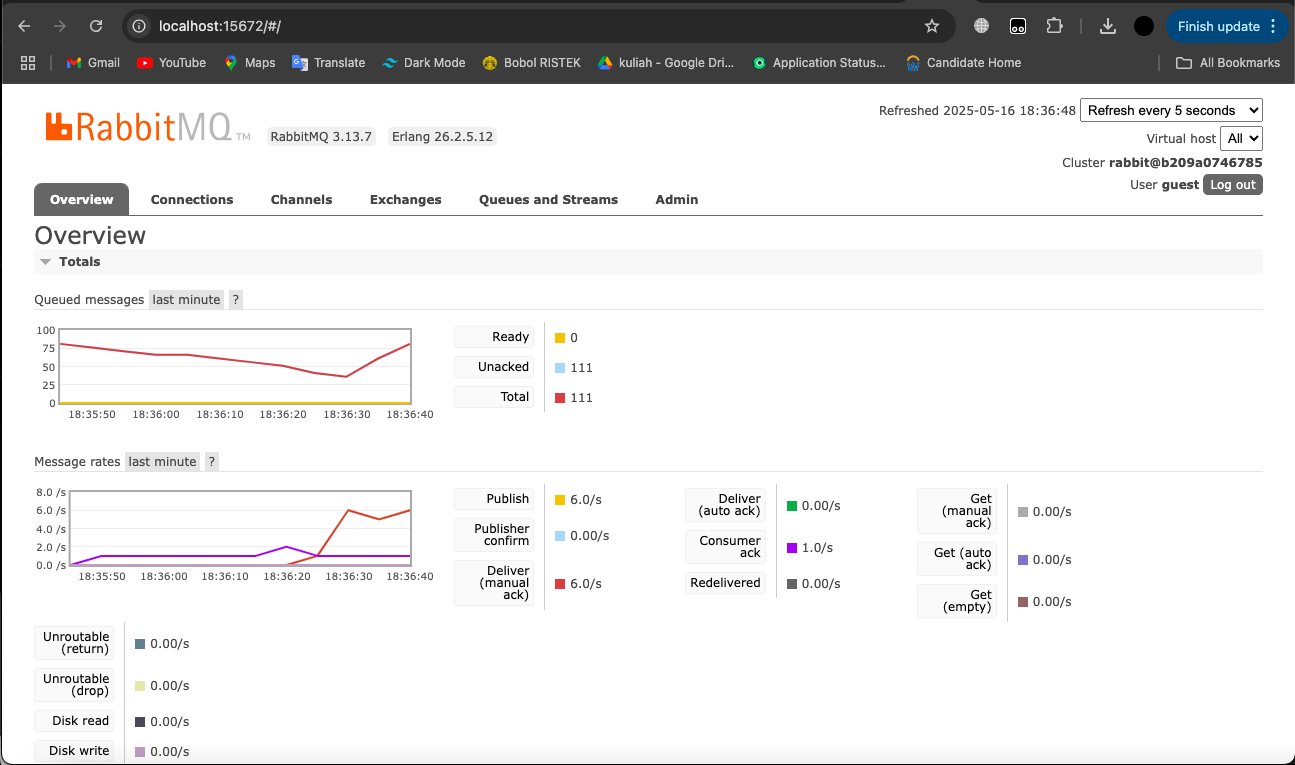 localhost:15672/#/
Finish update
Gmail
YouTube
Maps
Translate
Dark Mode
Bobol RISTEK
kuliah - Google Dri...
Application Status...
Candidate Home
All Bookmarks
RabbitMQ TM
RabbitMQ 3.13.7
Erlang 26.2.5.12
Refreshed 2025-05-16 18:36:48
Refresh every 5 seconds
Virtual host All
Cluster rabbit@b209a0746785
User guest Log out
Overview
Connections
Channels
Exchanges
Queues and Streams
Admin
Overview
Totals
Queued messages last minute ?
100
75
50
25
0
18:35:50 18:36:00 18:36:10 18:36:20 18:36:30 18:36:40
Ready 0
Unacked 111
Total 111
Message rates last minute ?
8.0 /s
6.0 /s
4.0 /s
2.0 /s
0.0 /s
18:35:50 18:36:00 18:36:10 18:36:20 18:36:30 18:36:40
Publish 6.0/s
Publisher
confirm 0.00/s
Deliver
(manual
ack) 6.0/s
Deliver
(auto ack) 0.00/s
Consumer
ack 1.0/s
Redelivered 0.00/s
Get
(manual
ack) 0.00/s
Get (auto
ack) 0.00/s
Get
(empty) 0.00/s
Unroutable
(return) 0.00/s
Unroutable
(drop) 0.00/s
Disk read 0.00/s
Disk write 0.00/s